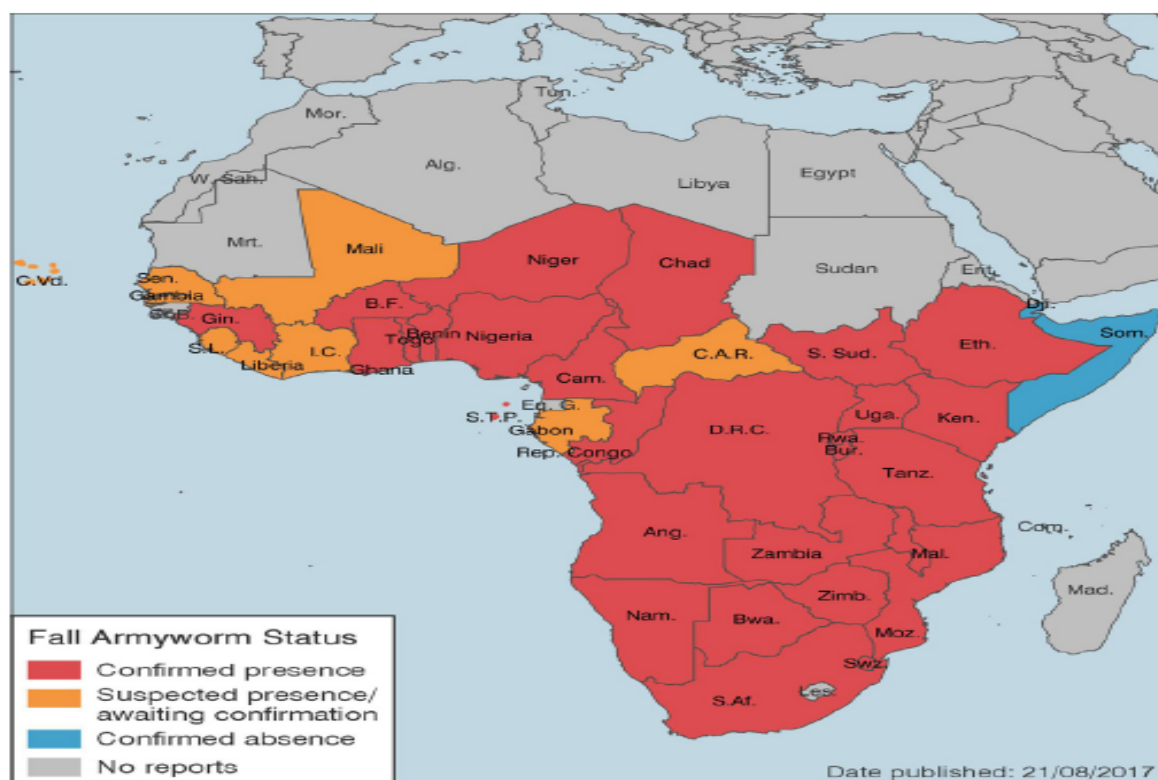 Tun.
Mor.
Alg.
Libya
Egypt
W. Sah.
Mrt.
Mali
Niger
Chad
Sudan
Erit.
C.Vd.
Sen.
Gambia
Gin.
B.F.
Benin
Togo
Nigeria
Dji.
Som.
S.L.
Liberia
I.C.
Ghana
Cam.
C.A.R.
S. Sud.
Eth.
Eq. G.
S.T.P.
Gabon
Rep. Congo
D.R.C.
Uga.
Ken.
Rwa.
Bur.
Tanz.
Ang.
Zambia
Mal.
Com.
Mad.
Nam.
Bwa.
Zimb.
Moz.
Swz.
Les.
S.Af.
Fall Armyworm Status
Confirmed presence
Suspected presence/
awaiting confirmation
Confirmed absence
No reports
Date published: 21/08/2017